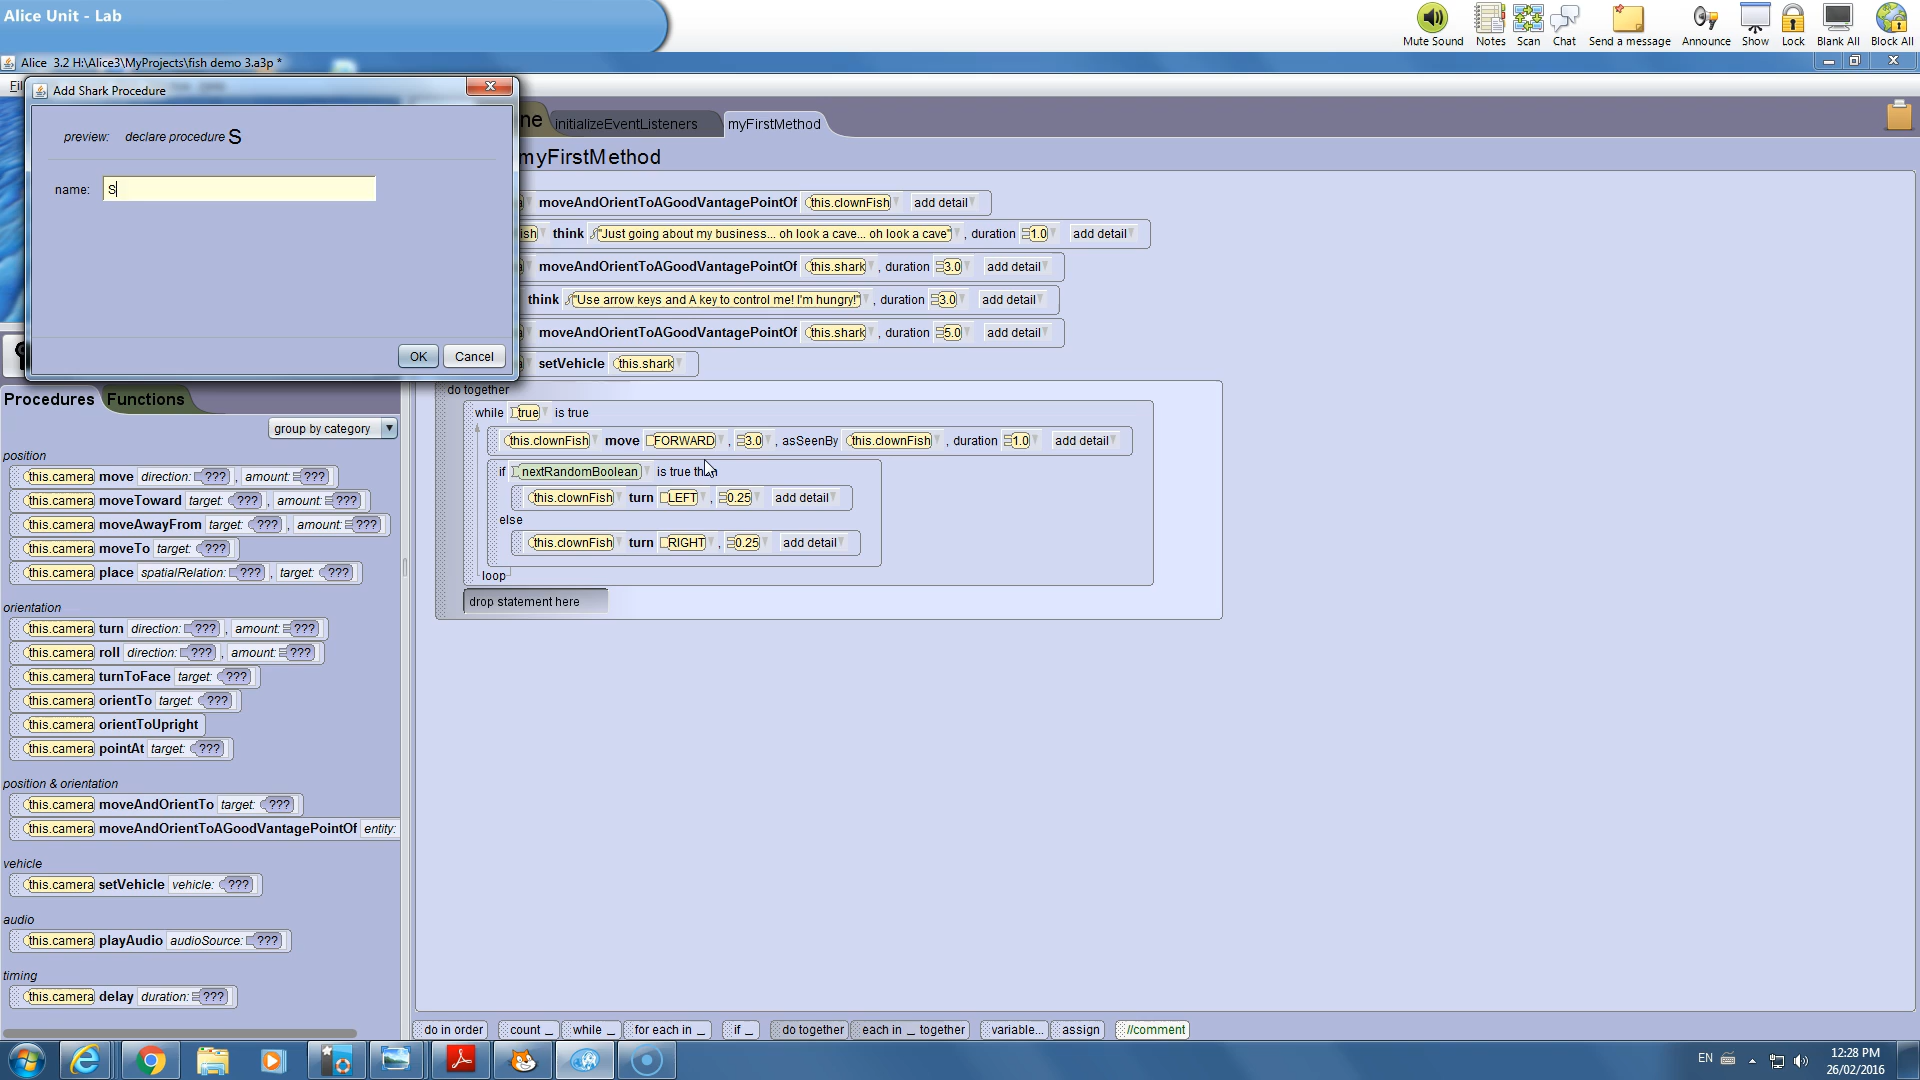 Alice Unit - Lab
Mute Sound Notes Scan Chat Send a message Announce Show Lock Blank All Block All
Alice 3.2 H:\Alice3\MyProjects\fish demo 3.a3p *
Add Shark Procedure
preview: declare procedure S
name: S
OK Cancel
initializeEventListeners myFirstMethod
myFirstMethod
moveAndOrientToAGoodVantagePointOf this.clownFish add detail
think "Just going about my business... oh look a cave... oh look a cave" , duration 1.0 add detail
moveAndOrientToAGoodVantagePointOf this.shark , duration 3.0 add detail
think "Use arrow keys and A key to control me! I'm hungry!" , duration 3.0 add detail
moveAndOrientToAGoodVantagePointOf this.shark , duration 5.0 add detail
setVehicle this.shark
do together
while true is true
this.clownFish move FORWARD , 3.0 , asSeenBy this.clownFish , duration 1.0 add detail
if nextRandomBoolean is true then
this.clownFish turn LEFT , 0.25 add detail
else
this.clownFish turn RIGHT , 0.25 add detail
loop
drop statement here
Procedures Functions
group by category
position
this.camera move direction: ??? , amount: ???
this.camera moveToward target: ??? , amount: ???
this.camera moveAwayFrom target: ??? , amount: ???
this.camera moveTo target: ???
this.camera place spatialRelation: ??? , target: ???
orientation
this.camera turn direction: ??? , amount: ???
this.camera roll direction: ??? , amount: ???
this.camera turnToFace target: ???
this.camera orientTo target: ???
this.camera orientToUpright
this.camera pointAt target: ???
position & orientation
this.camera moveAndOrientTo target: ???
this.camera moveAndOrientToAGoodVantagePointOf entity:
vehicle
this.camera setVehicle vehicle: ???
audio
this.camera playAudio audioSource: ???
timing
this.camera delay duration: ???
do in order count _ while _ for each in _ if _ do together each in _ together variable... assign //comment
EN 12:28 PM
26/02/2016